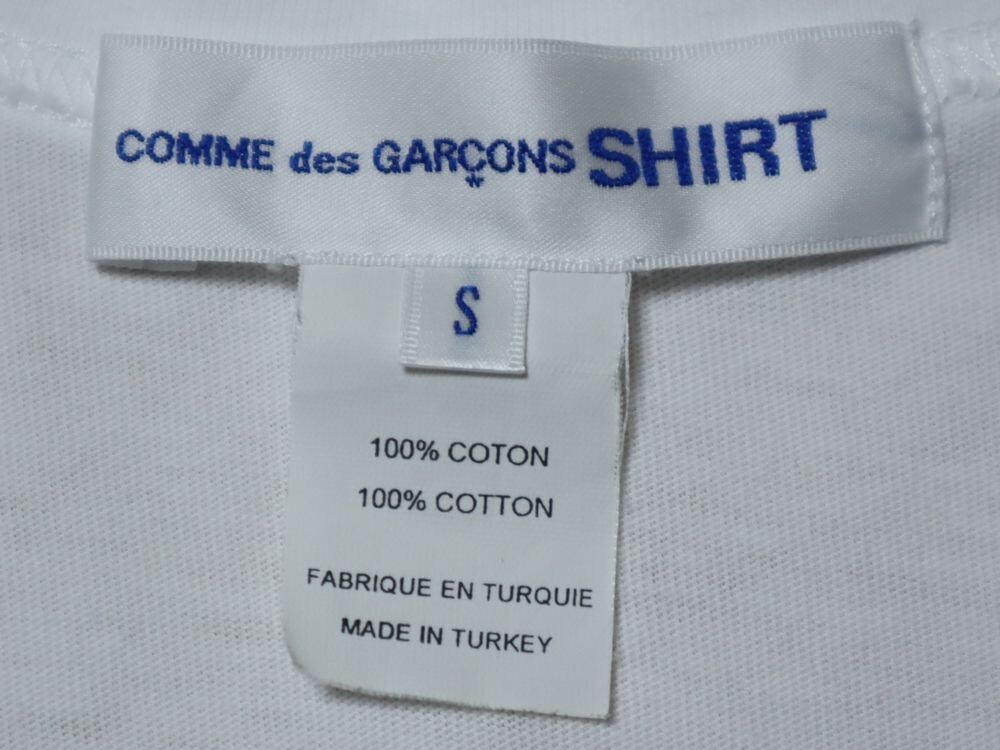 COMME des GARÇONS SHIRT
S
100% COTON
100% COTTON
FABRIQUE EN TURQUIE
MADE IN TURKEY